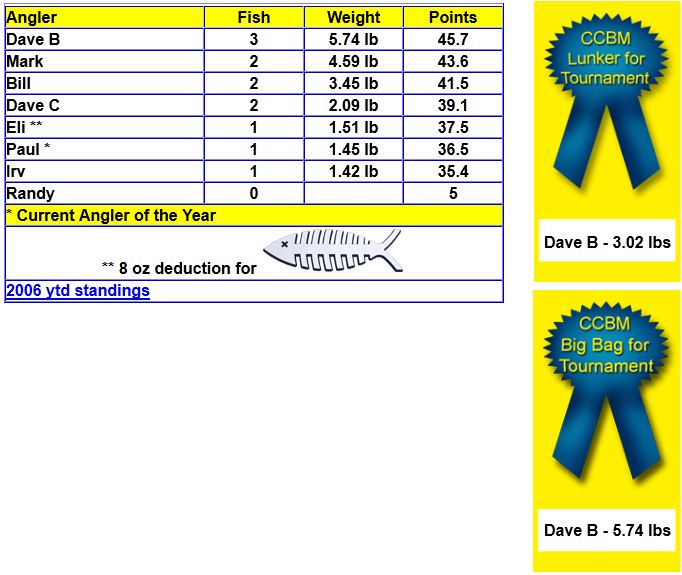 Angler Fish Weight Points
Dave B 3 5.74 lb 45.7
Mark 2 4.59 lb 43.6
Bill 2 3.45 lb 41.5
Dave C 2 2.09 lb 39.1
Eli ** 1 1.51 lb 37.5
Paul * 1 1.45 lb 36.5
Irv 1 1.42 lb 35.4
Randy 0 5
* Current Angler of the Year
** 8 oz deduction for
2006 ytd standings
CCBM
Lunker for
Tournament
Dave B - 3.02 lbs
CCBM
Big Bag for
Tournament
Dave B - 5.74 lbs